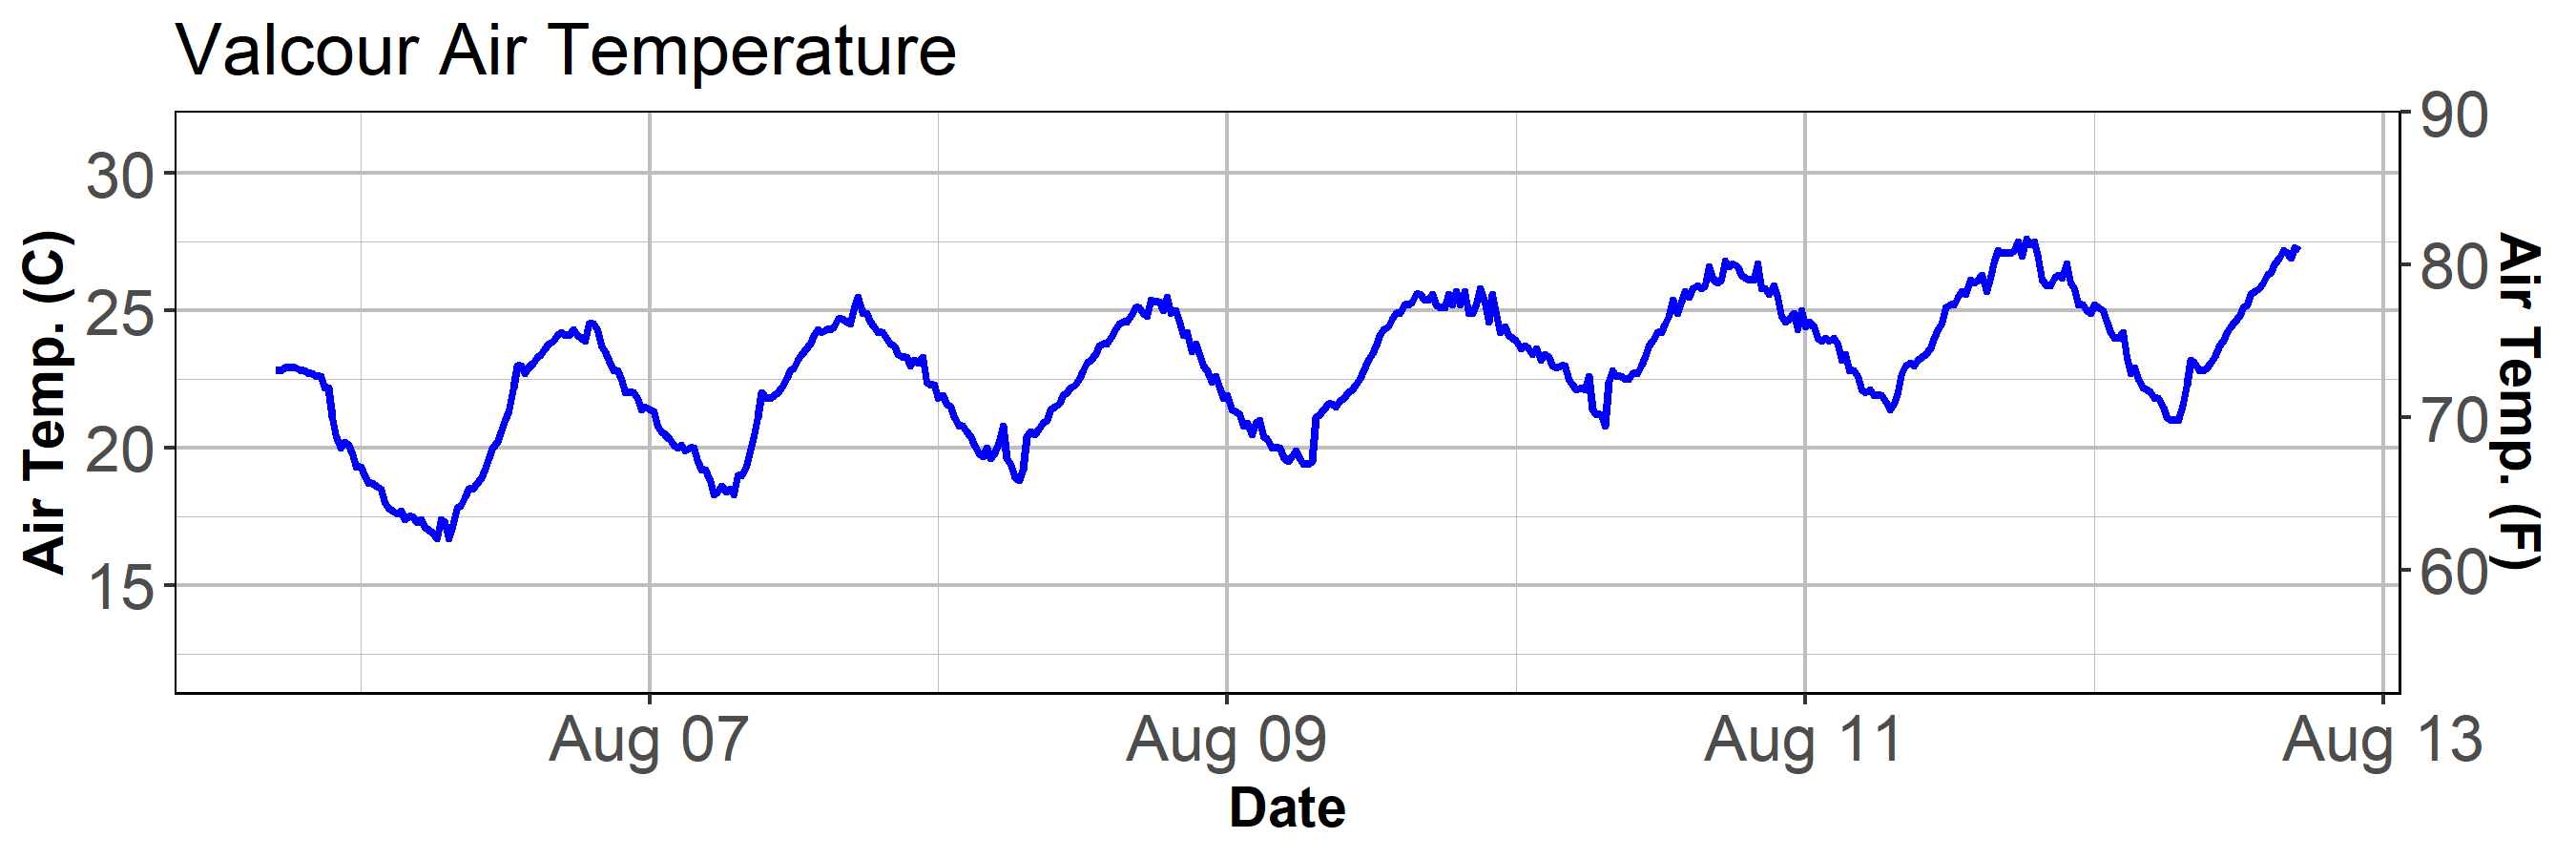 Valcour Air Temperature
Air Temp. (C)
30
25
20
15
90
80
70
60
Air Temp. (F)
Aug 07 Aug 09 Aug 11 Aug 13
Date